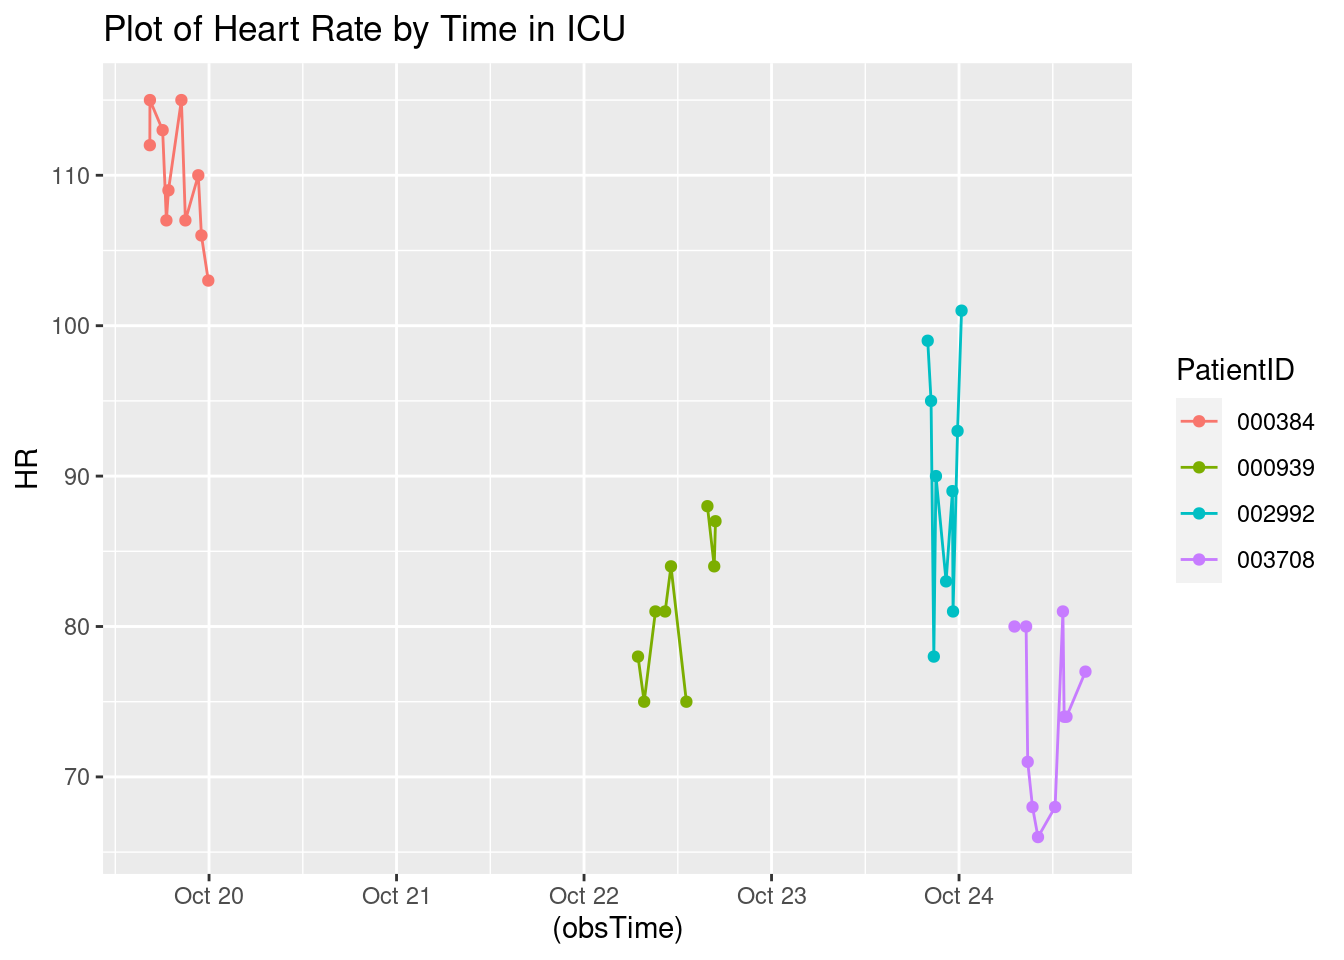 Plot of Heart Rate by Time in ICU
110
100
90
80
70
HR
Oct 20
Oct 21
Oct 22
Oct 23
Oct 24
(obsTime)
PatientID
000384
000939
002992
003708